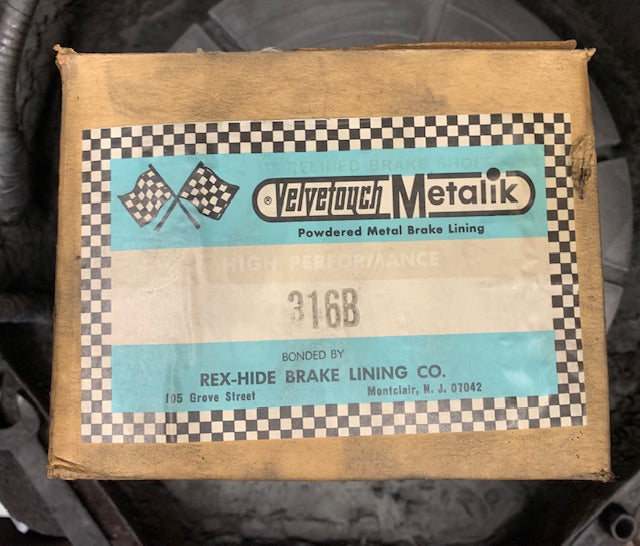 RELINED BRAKE SHOES
® Velvetouch Metalik
Powdered Metal Brake Lining
HIGH PERFORMANCE
316B
BONDED BY
REX-HIDE BRAKE LINING CO.
105 Grove Street Montclair, N. J. 07042